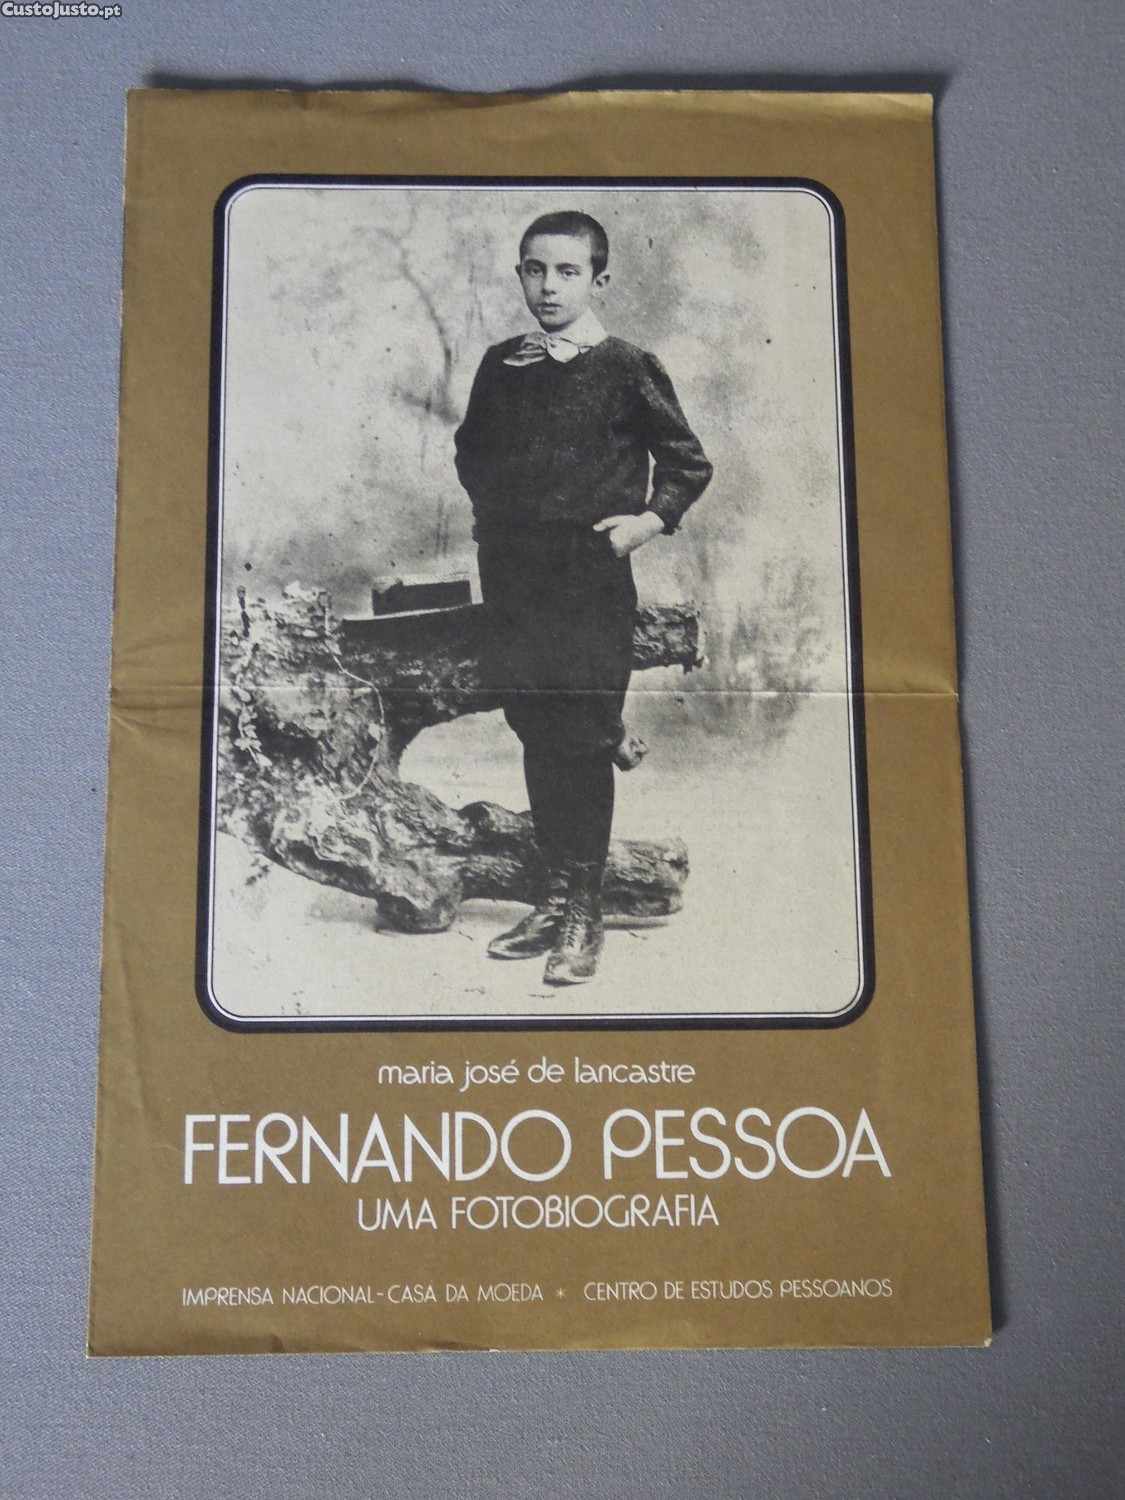 CustoJusto.pt
maria josé de lancastre
FERNANDO PESSOA
UMA FOTOBIOGRAFIA
IMPRENSA NACIONAL-CASA DA MOEDA * CENTRO DE ESTUDOS PESSOANOS